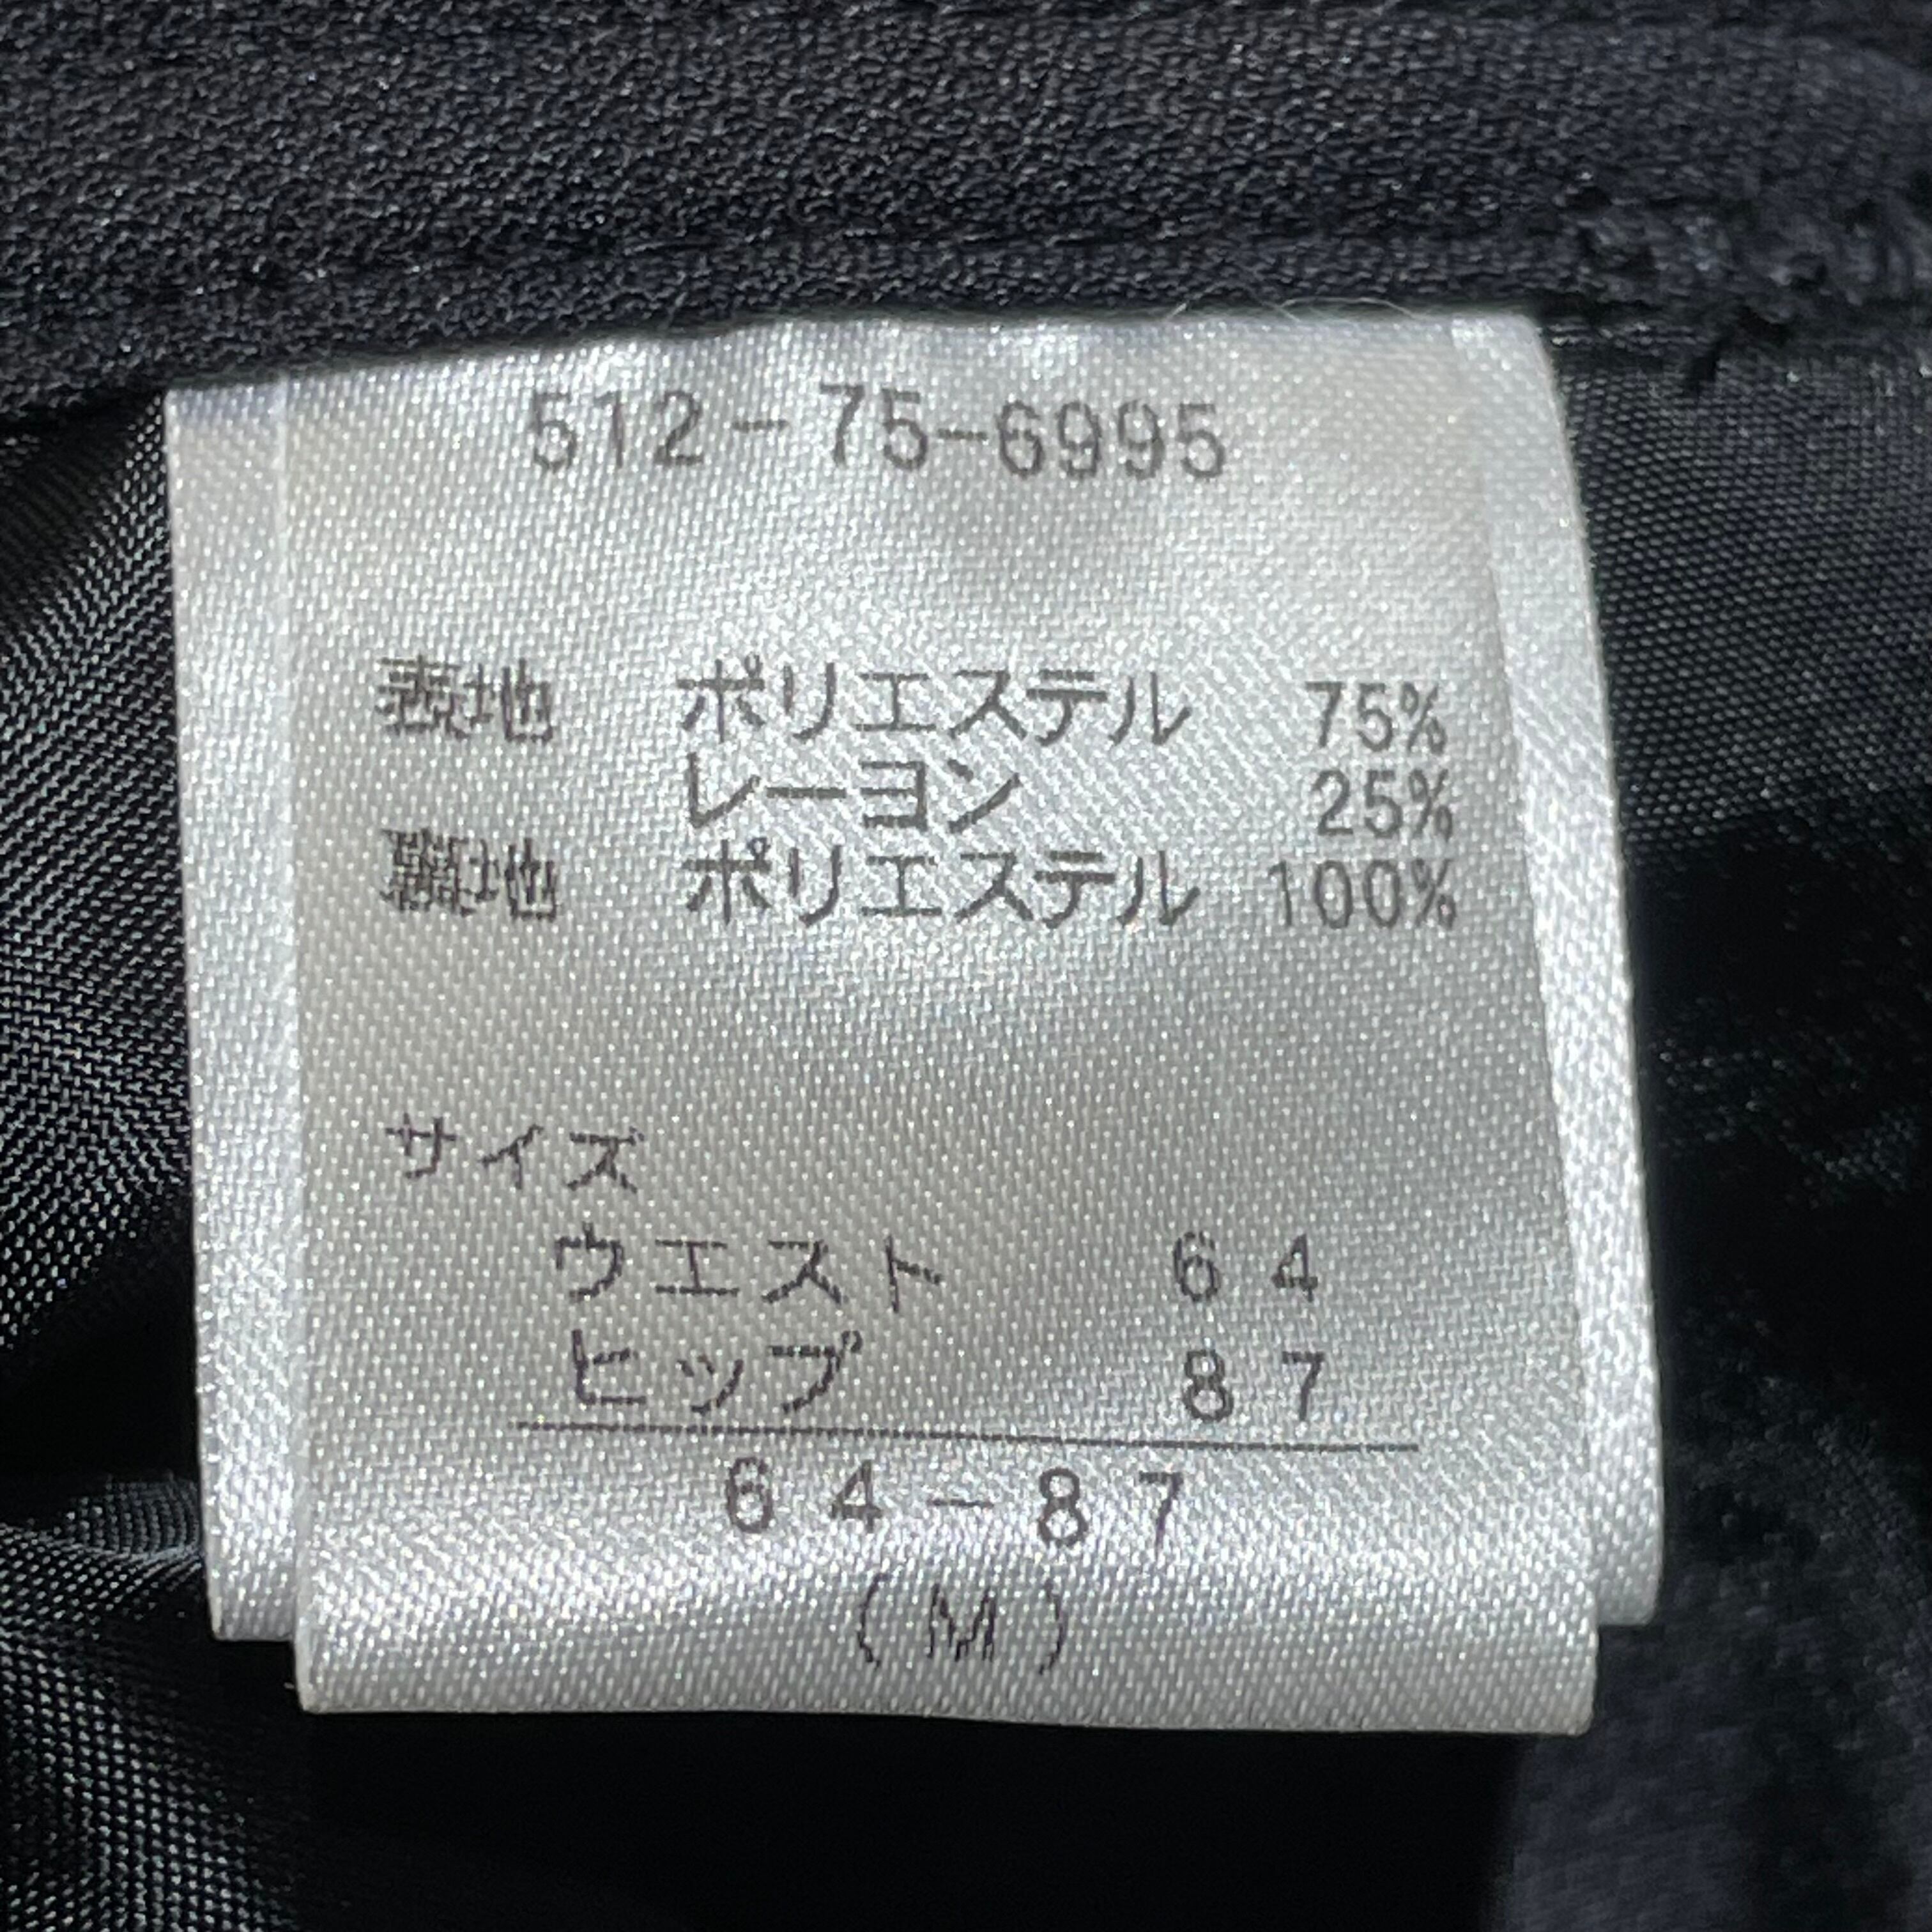 512-75-6995
表地 ポリエステル 75%
レーヨン 25%
裏地 ポリエステル 100%
サイズ
ウエスト 64
ヒップ 87
64-87
(M)